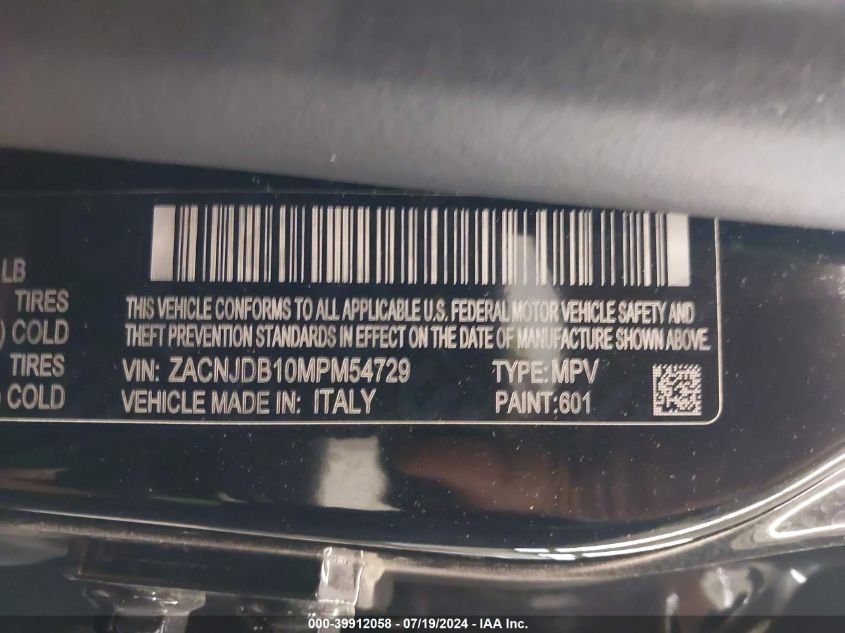 LB
TIRES
) COLD
TIRES
) COLD
THIS VEHICLE CONFORMS TO ALL APPLICABLE U.S. FEDERAL MOTOR VEHICLE SAFETY AND
THEFT PREVENTION STANDARDS IN EFFECT ON THE DATE OF MANUFACTURE SHOWN ABOVE.
VIN: ZACNJDB10MPM54729 TYPE: MPV
VEHICLE MADE IN: ITALY PAINT:601
000-39912058 - 07/19/2024 - IAA Inc.